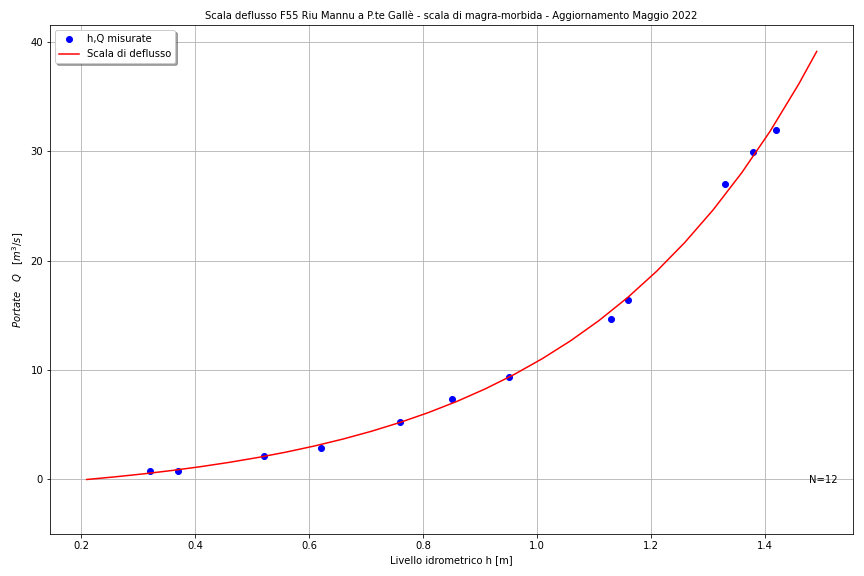 Scala deflusso F55 Riu Mannu a P.te Gallè - scala di magra-morbida - Aggiornamento Maggio 2022
h,Q misurate
Scala di deflusso
40
30
20
10
0
Portate Q [m³/s]
N=12
0.2 0.4 0.6 0.8 1.0 1.2 1.4
Livello idrometrico h [m]